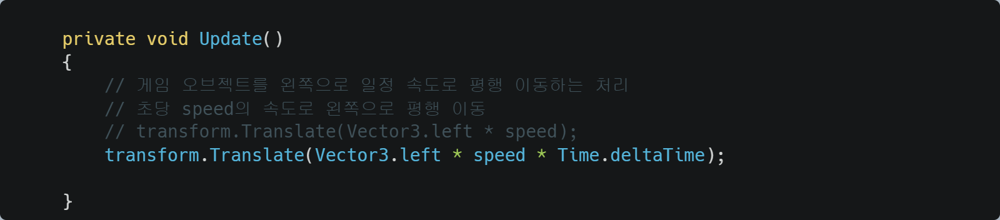 private void Update()
{
    // 게임 오브젝트를 왼쪽으로 일정 속도로 평행 이동하는 처리
    // 초당 speed의 속도로 왼쪽으로 평행 이동
    // transform.Translate(Vector3.left * speed);
    transform.Translate(Vector3.left * speed * Time.deltaTime);
}